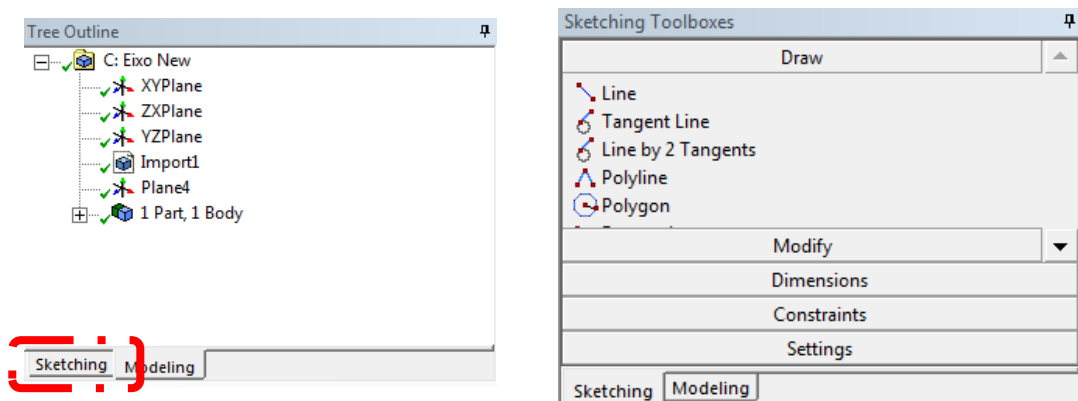 Tree Outline
C: Eixo New
XYPlane
ZXPlane
YZPlane
Import1
Plane4
1 Part, 1 Body
Sketching Modeling
Sketching Toolboxes
Draw
Line
Tangent Line
Line by 2 Tangents
Polyline
Polygon
Modify
Dimensions
Constraints
Settings
Sketching Modeling